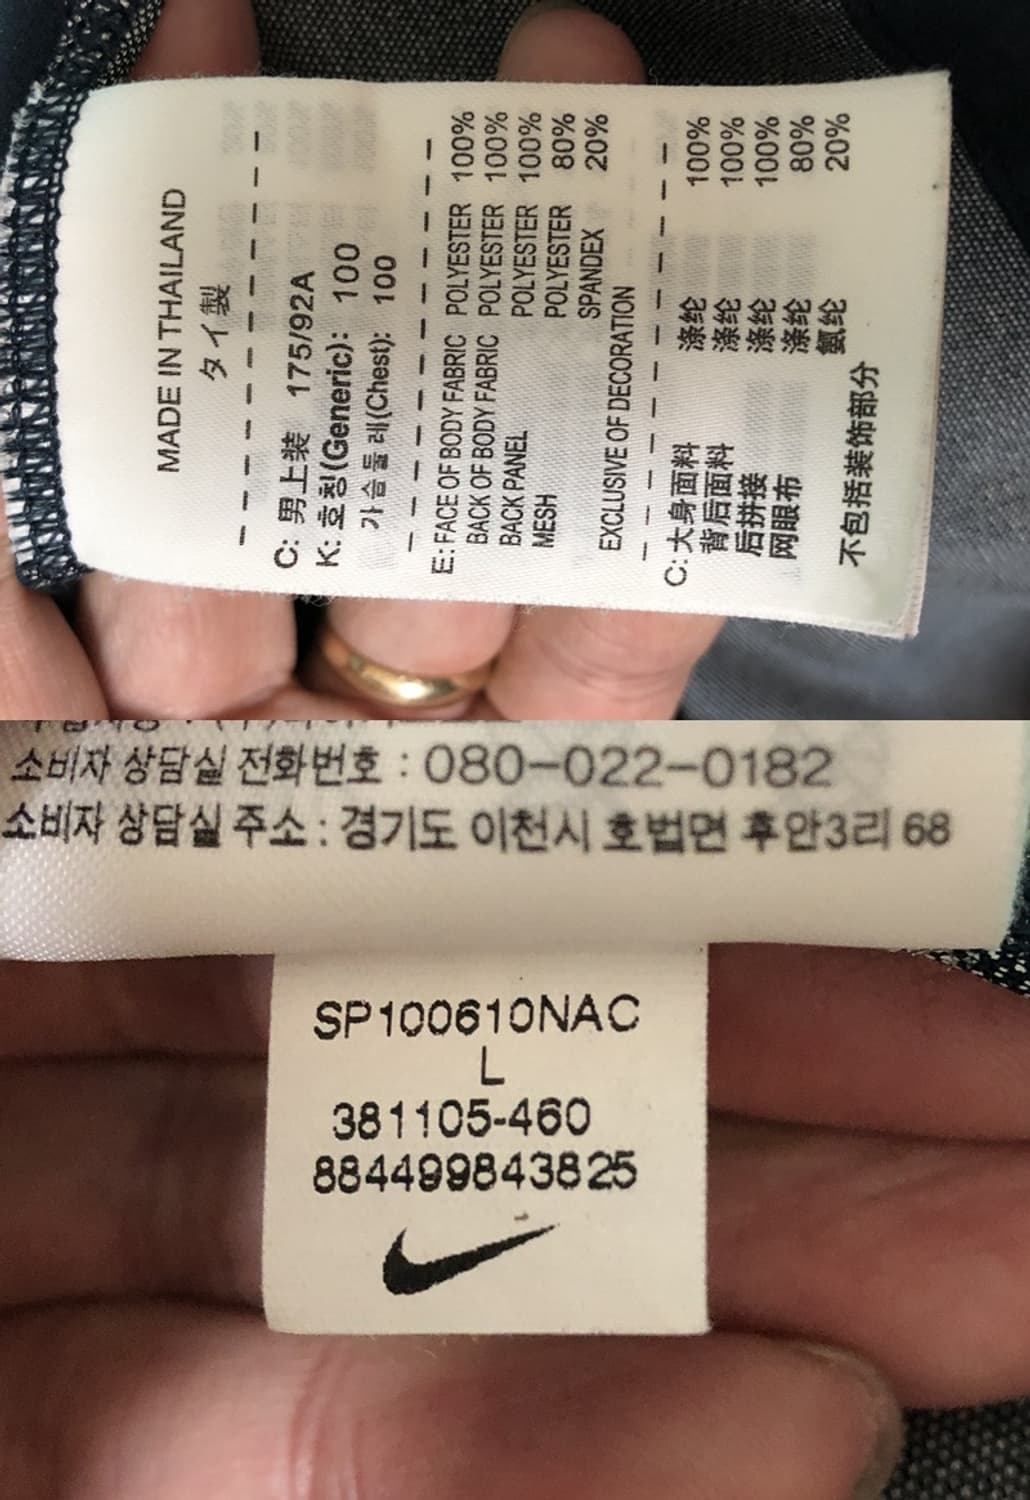 MADE IN THAILAND
タイ製
C: 男上装 175/92A
K: 호칭(Generic): 100
가슴둘레(Chest): 100
E: FACE OF BODY FABRIC POLYESTER 100%
BACK OF BODY FABRIC POLYESTER 100%
BACK PANEL POLYESTER 100%
MESH POLYESTER 80%
SPANDEX 20%
EXCLUSIVE OF DECORATION
C: 大身面料 涤纶 100%
背后面料 涤纶 100%
后拼接 涤纶 100%
网眼布 涤纶 80%
氨纶 20%
不包括装饰部分
소비자 상담실 전화번호 : 080-022-0182
소비자 상담실 주소 : 경기도 이천시 호법면 후안3리 68
SP100610NAC
L
381105-460
884499843825